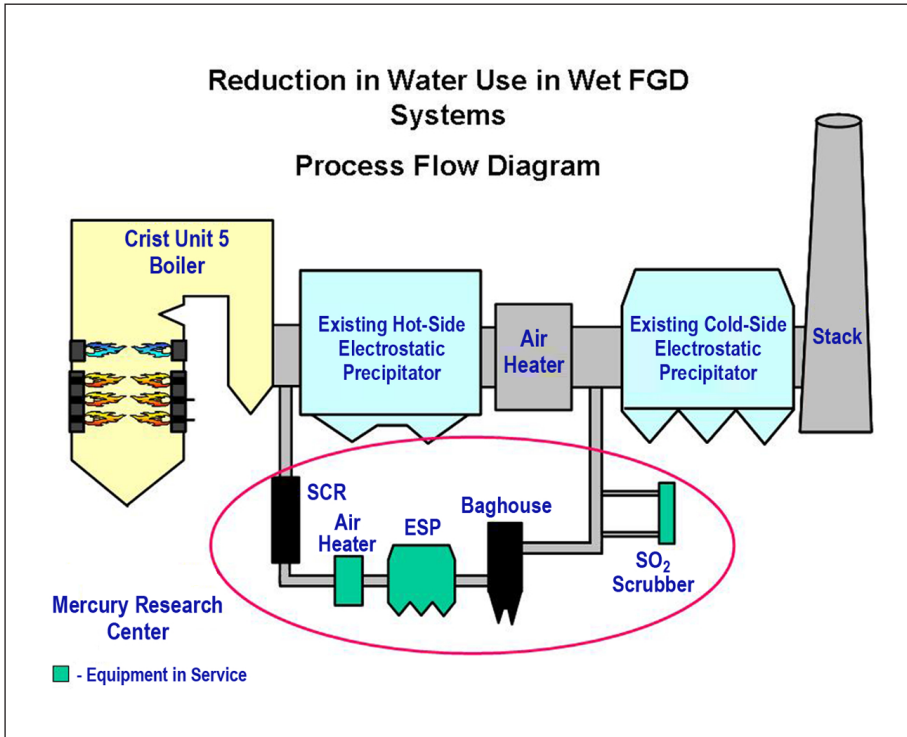 Reduction in Water Use in Wet FGD
Systems
Process Flow Diagram
Crist Unit 5
Boiler
Existing Hot-Side
Electrostatic
Precipitator
Air
Heater
Existing Cold-Side
Electrostatic
Precipitator
Stack
SCR
Air
Heater
ESP
Baghouse
SO₂
Scrubber
Mercury Research
Center
- Equipment in Service